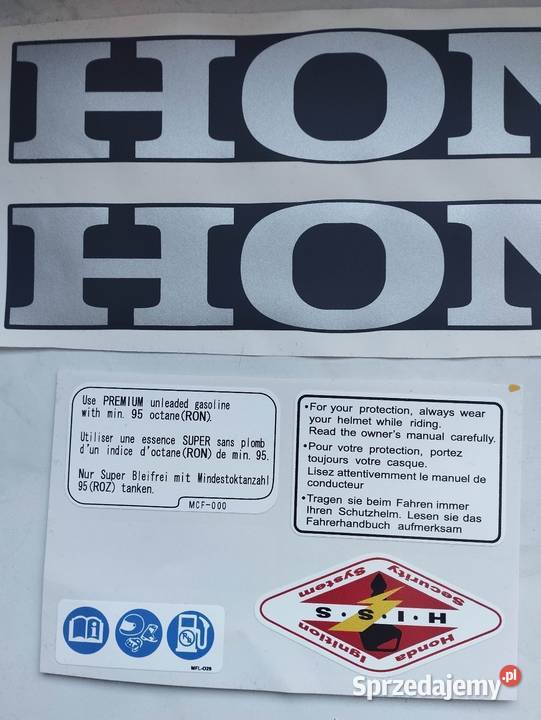 HON
HON
Use PREMIUM unleaded gasoline
with min. 95 octane(RON).
Utiliser une essence SUPER sans plomb
d'un indice d'octane(RON) de min. 95.
Nur Super Bleifrei mit Mindestoktanzahl
95(ROZ) tanken.
MCF-000
•For your protection, always wear
your helmet while riding.
Read the owner's manual carefully.
•Pour votre protection, portez
toujours votre casque.
Lisez attentivemment le manuel de
conducteur
•Tragen sie beim Fahren immer
Ihren Schutzhelm. Lesen sie das
Fahrerhandbuch aufmerksam
Honda
Ignition
Security
System
H·I·S·S
MFL-D26
Sprzedajemy.pl